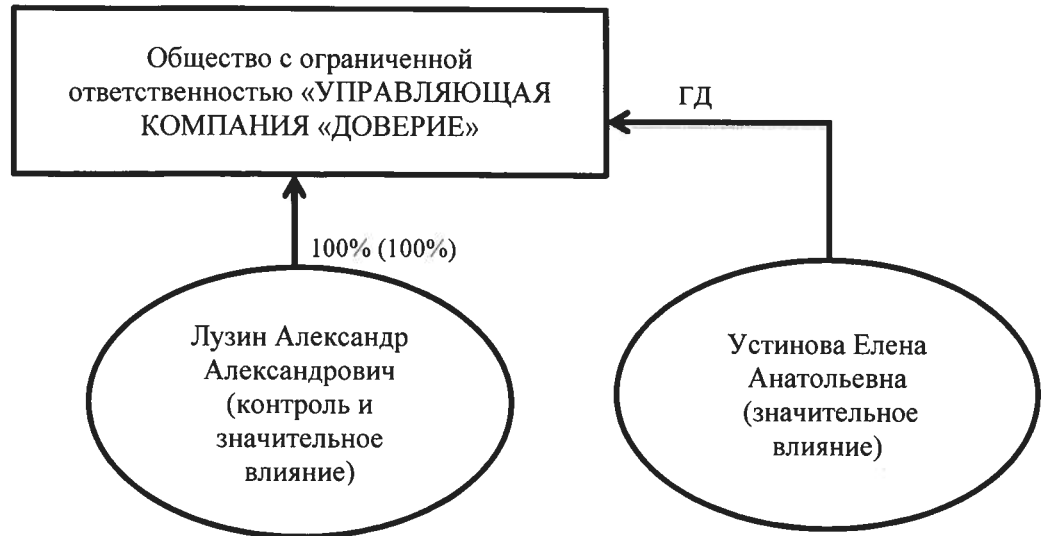 Общество с ограниченной
ответственностью «УПРАВЛЯЮЩАЯ
КОМПАНИЯ «ДОВЕРИЕ»
ГД
100% (100%)
Лузин Александр
Александрович
(контроль и
значительное
влияние)
Устинова Елена
Анатольевна
(значительное
влияние)